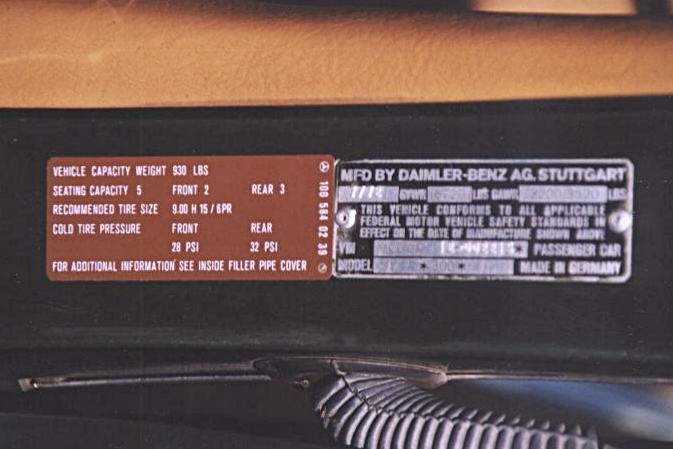 VEHICLE CAPACITY WEIGHT 930 LBS
SEATING CAPACITY 5 FRONT 2 REAR 3
RECOMMENDED TIRE SIZE 9.00 H 15 / 6PR
COLD TIRE PRESSURE FRONT REAR
28 PSI 32 PSI
FOR ADDITIONAL INFORMATION SEE INSIDE FILLER PIPE COVER
100 584 02 39
MFD BY DAIMLER-BENZ AG. STUTTGART
GVWR LBS GAWR LBS
THIS VEHICLE CONFORMS TO ALL APPLICABLE
FEDERAL MOTOR VEHICLE SAFETY STANDARDS IN
EFFECT ON THE DATE OF MANUFACTURE SHOWN ABOVE
VIN PASSENGER CAR
MODEL MADE IN GERMANY